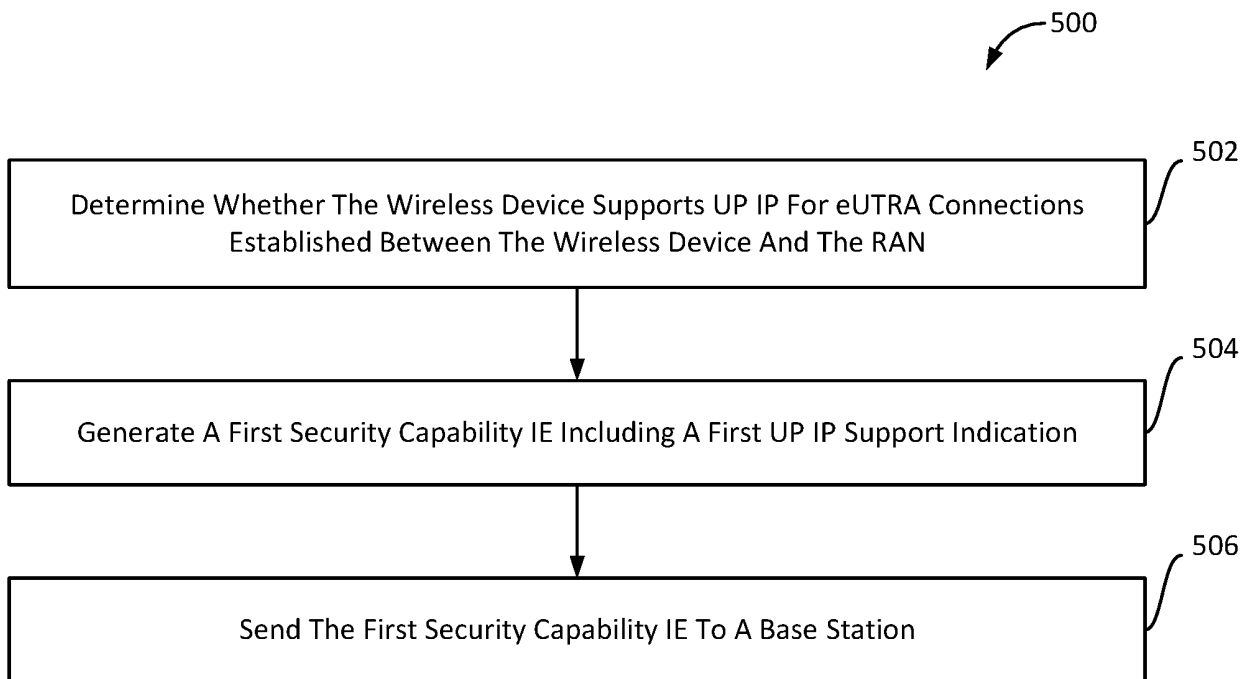 500
502
Determine Whether The Wireless Device Supports UP IP For eUTRA Connections
Established Between The Wireless Device And The RAN
504
Generate A First Security Capability IE Including A First UP IP Support Indication
506
Send The First Security Capability IE To A Base Station